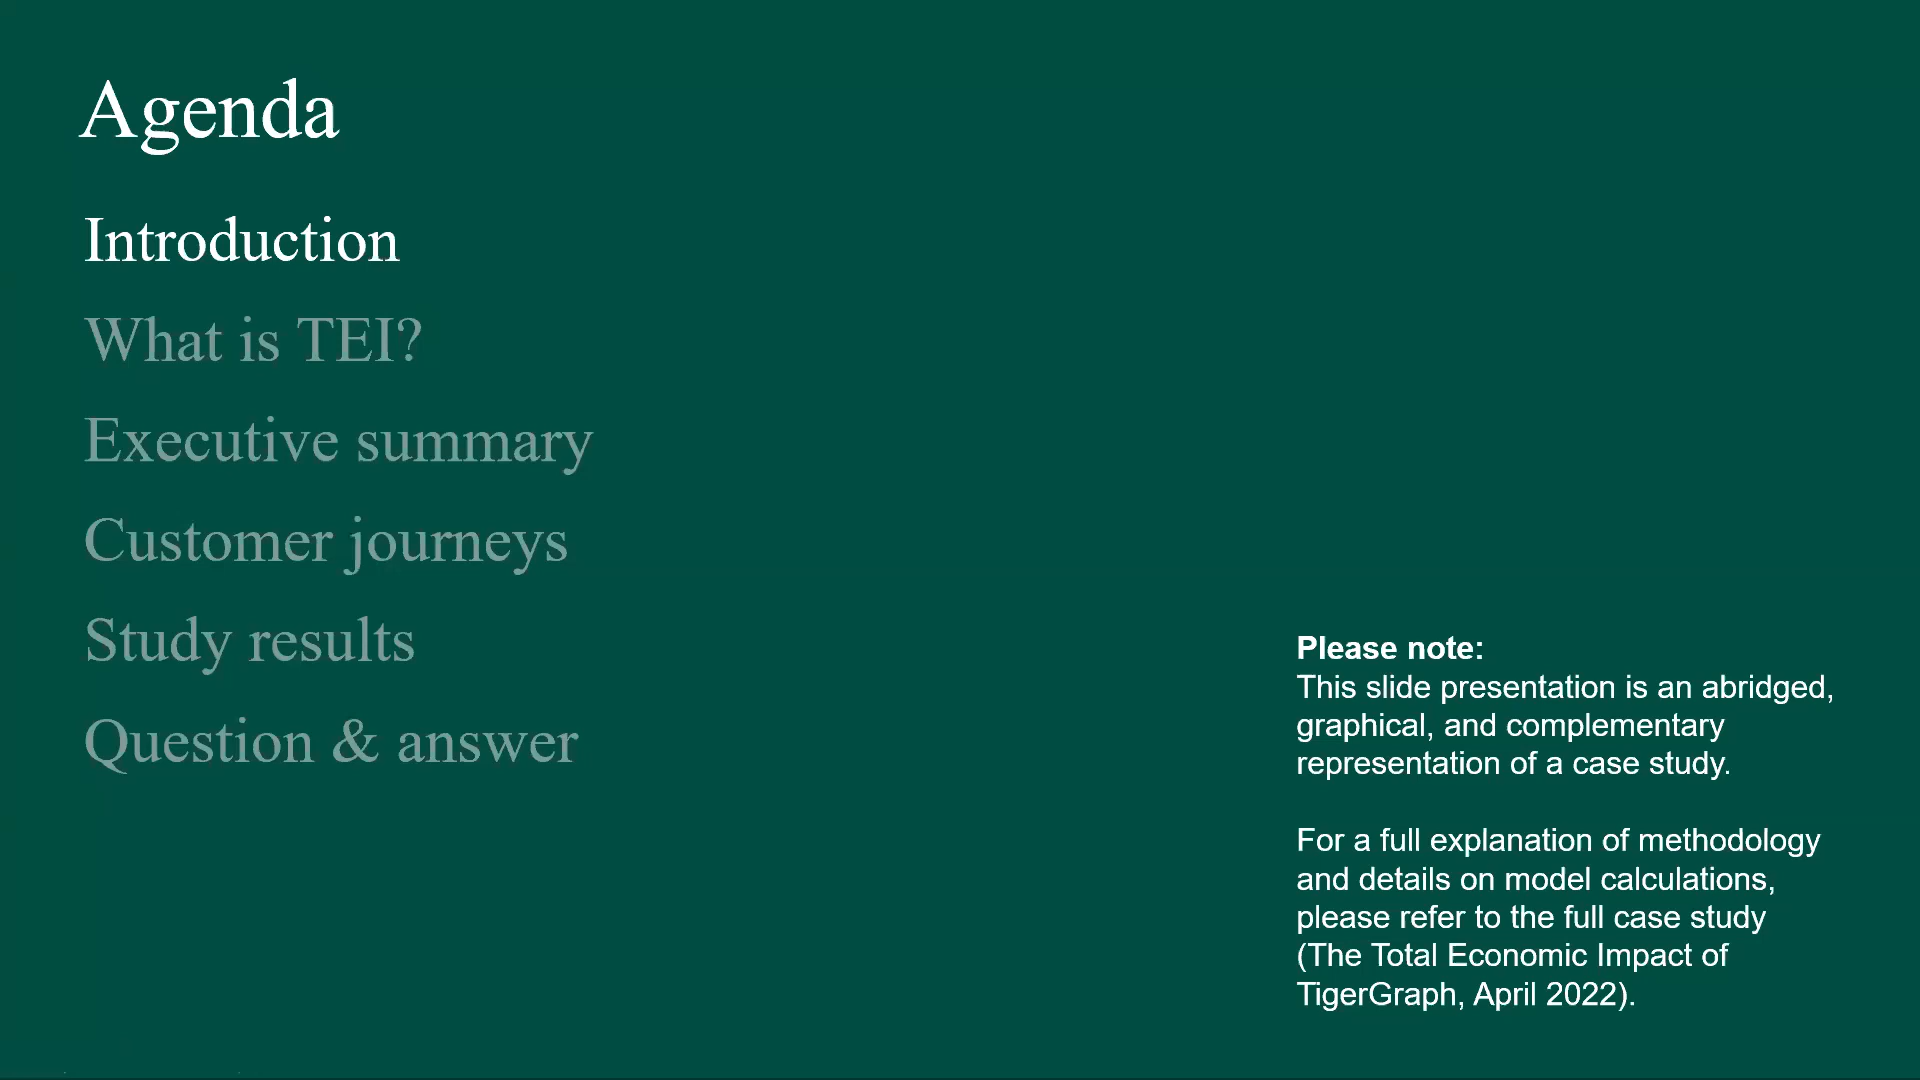 Agenda
Introduction
What is TEI?
Executive summary
Customer journeys
Study results
Question & answer
Please note:
This slide presentation is an abridged,
graphical, and complementary
representation of a case study.
For a full explanation of methodology
and details on model calculations,
please refer to the full case study
(The Total Economic Impact of
TigerGraph, April 2022).